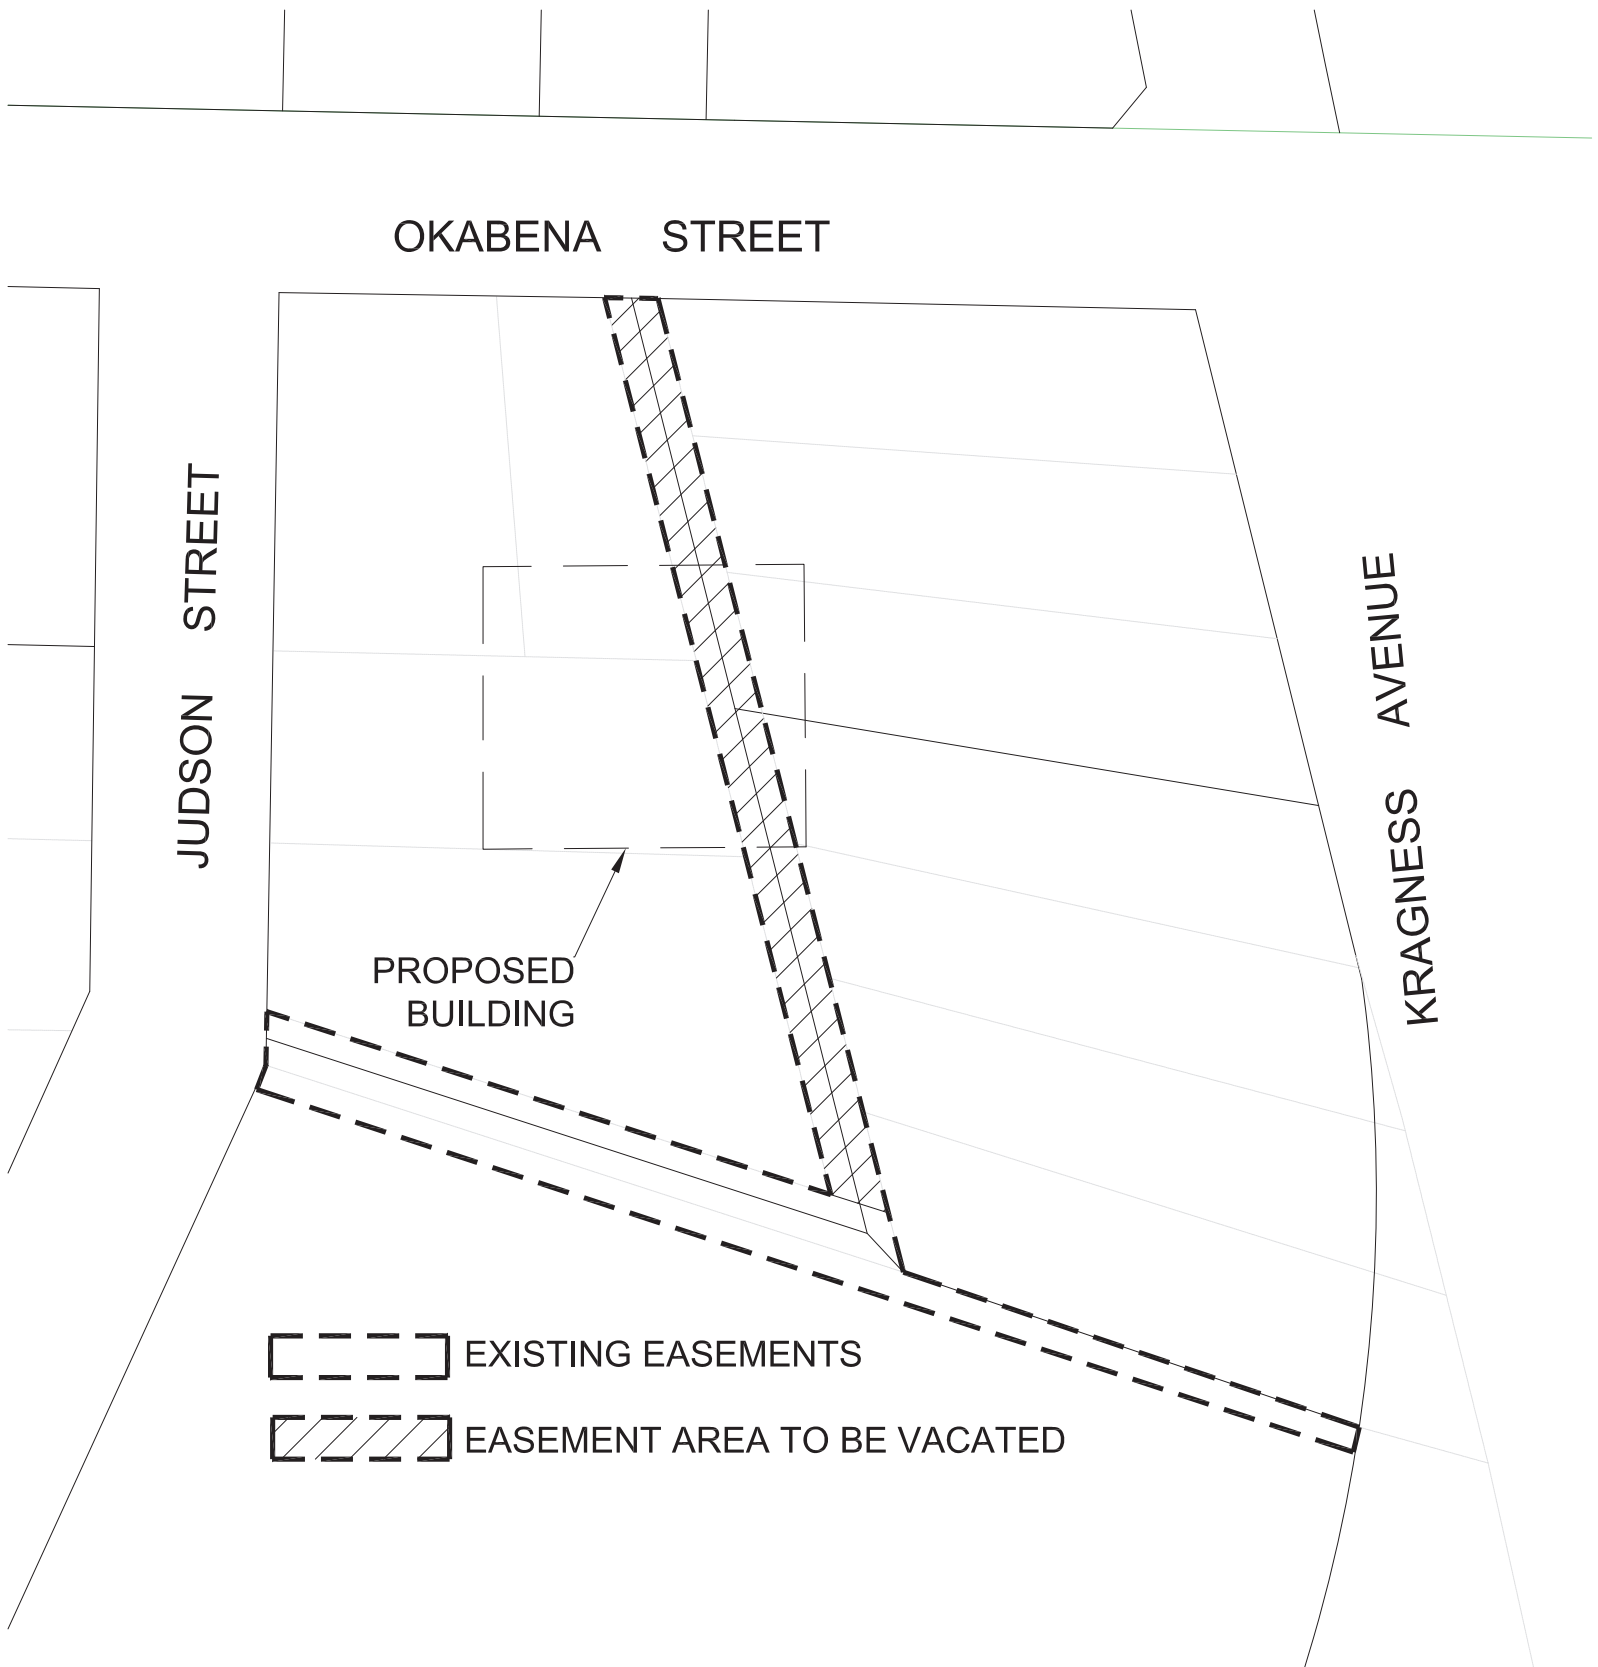 OKABENA STREET
JUDSON STREET
KRAGNESS AVENUE
PROPOSED
BUILDING
EXISTING EASEMENTS
EASEMENT AREA TO BE VACATED